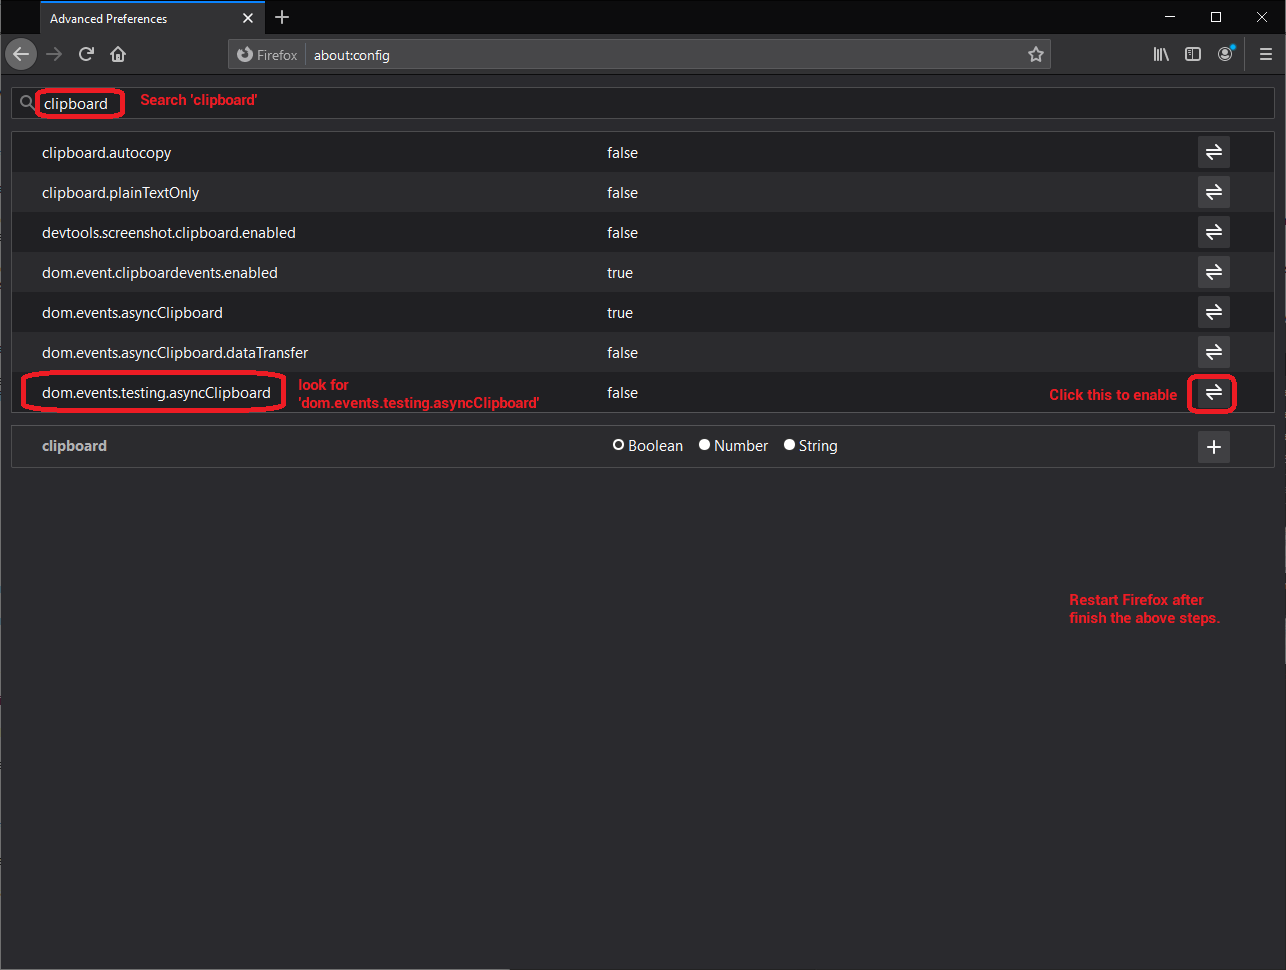 Advanced Preferences
Firefox about:config
clipboard Search 'clipboard'
clipboard.autocopy false
clipboard.plainTextOnly false
devtools.screenshot.clipboard.enabled false
dom.event.clipboardevents.enabled true
dom.events.asyncClipboard true
dom.events.asyncClipboard.dataTransfer false
dom.events.testing.asyncClipboard false
look for
'dom.events.testing.asyncClipboard'
Click this to enable
clipboard Boolean Number String
Restart Firefox after
finish the above steps.